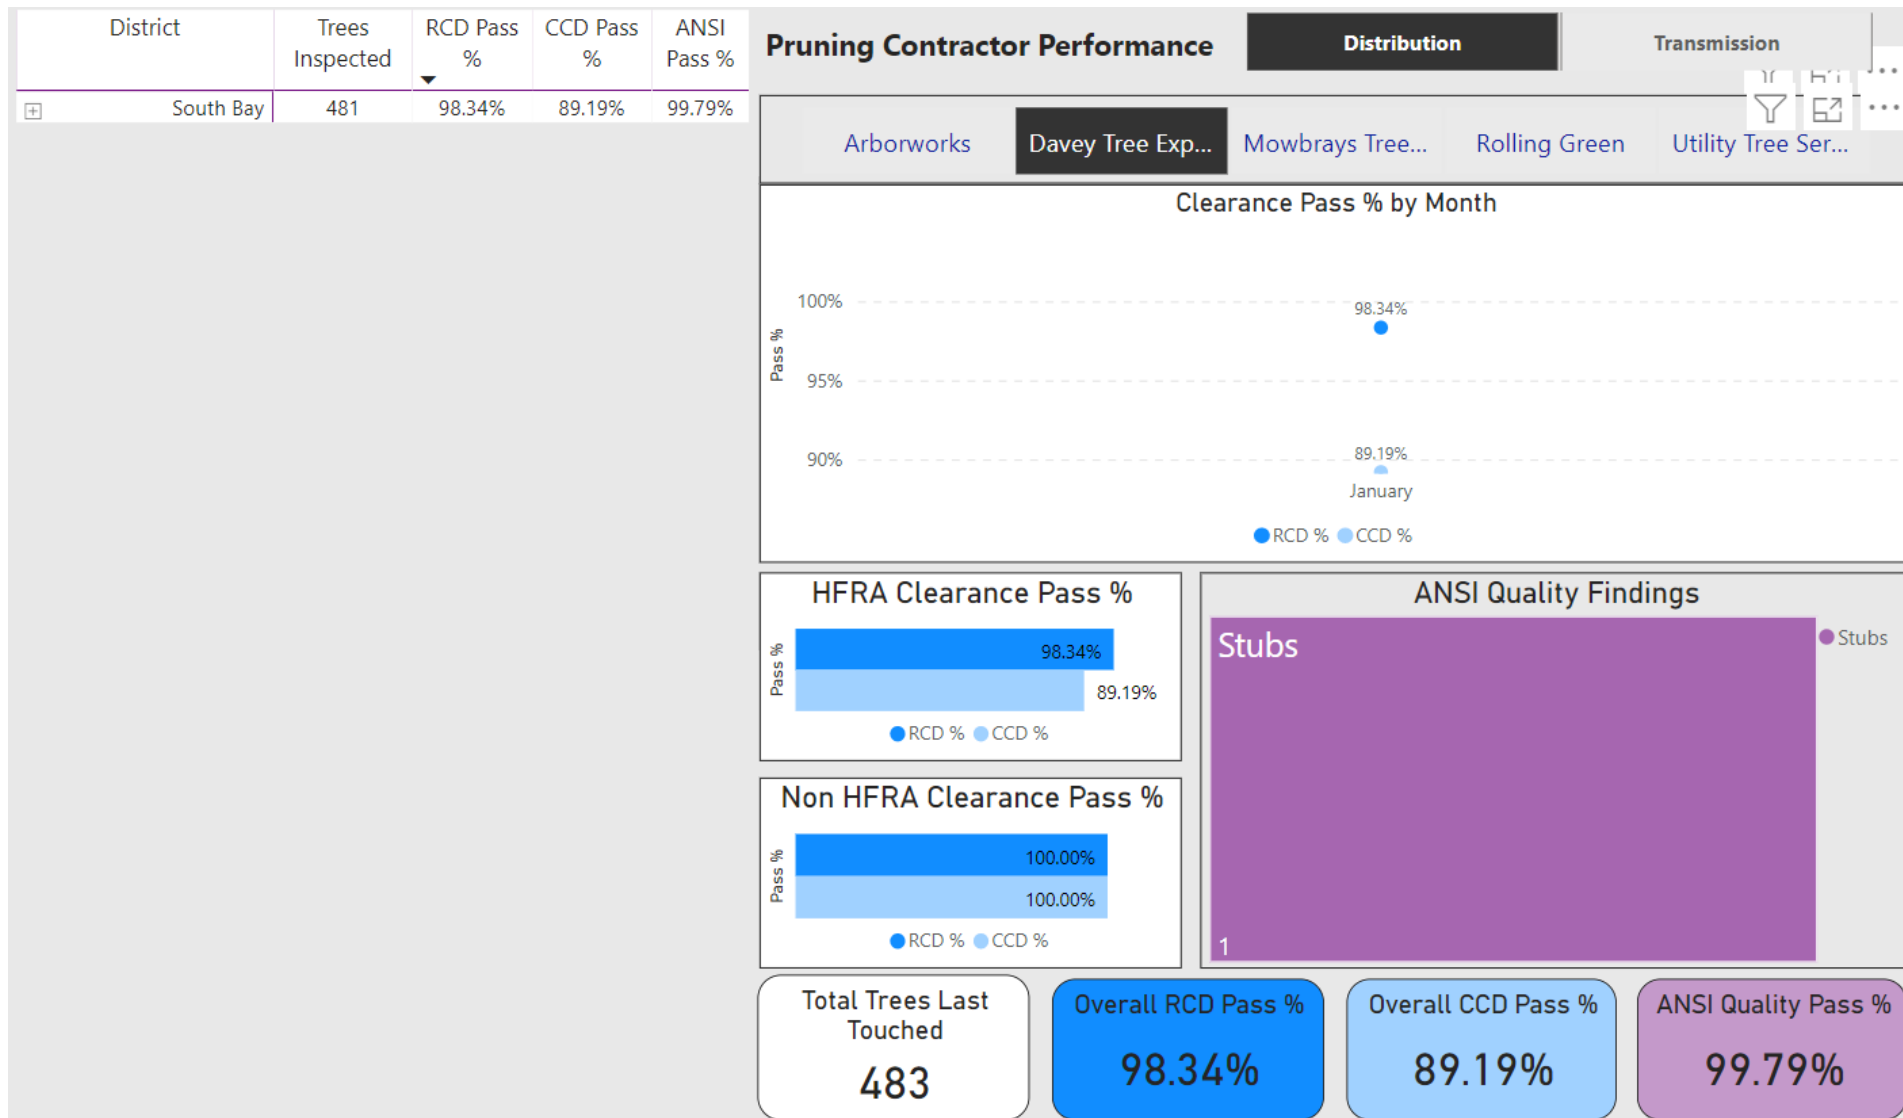 District Trees Inspected RCD Pass % CCD Pass % ANSI Pass %
South Bay 481 98.34% 89.19% 99.79%
Pruning Contractor Performance
Distribution Transmission
Arborworks Davey Tree Exp... Mowbrays Tree... Rolling Green Utility Tree Ser...
Clearance Pass % by Month
Pass %
100%
95%
90%
98.34%
89.19%
January
RCD % CCD %
HFRA Clearance Pass %
Pass %
98.34%
89.19%
RCD % CCD %
Non HFRA Clearance Pass %
Pass %
100.00%
100.00%
RCD % CCD %
ANSI Quality Findings
Stubs
1
Stubs
Total Trees Last
Touched
483
Overall RCD Pass %
98.34%
Overall CCD Pass %
89.19%
ANSI Quality Pass %
99.79%